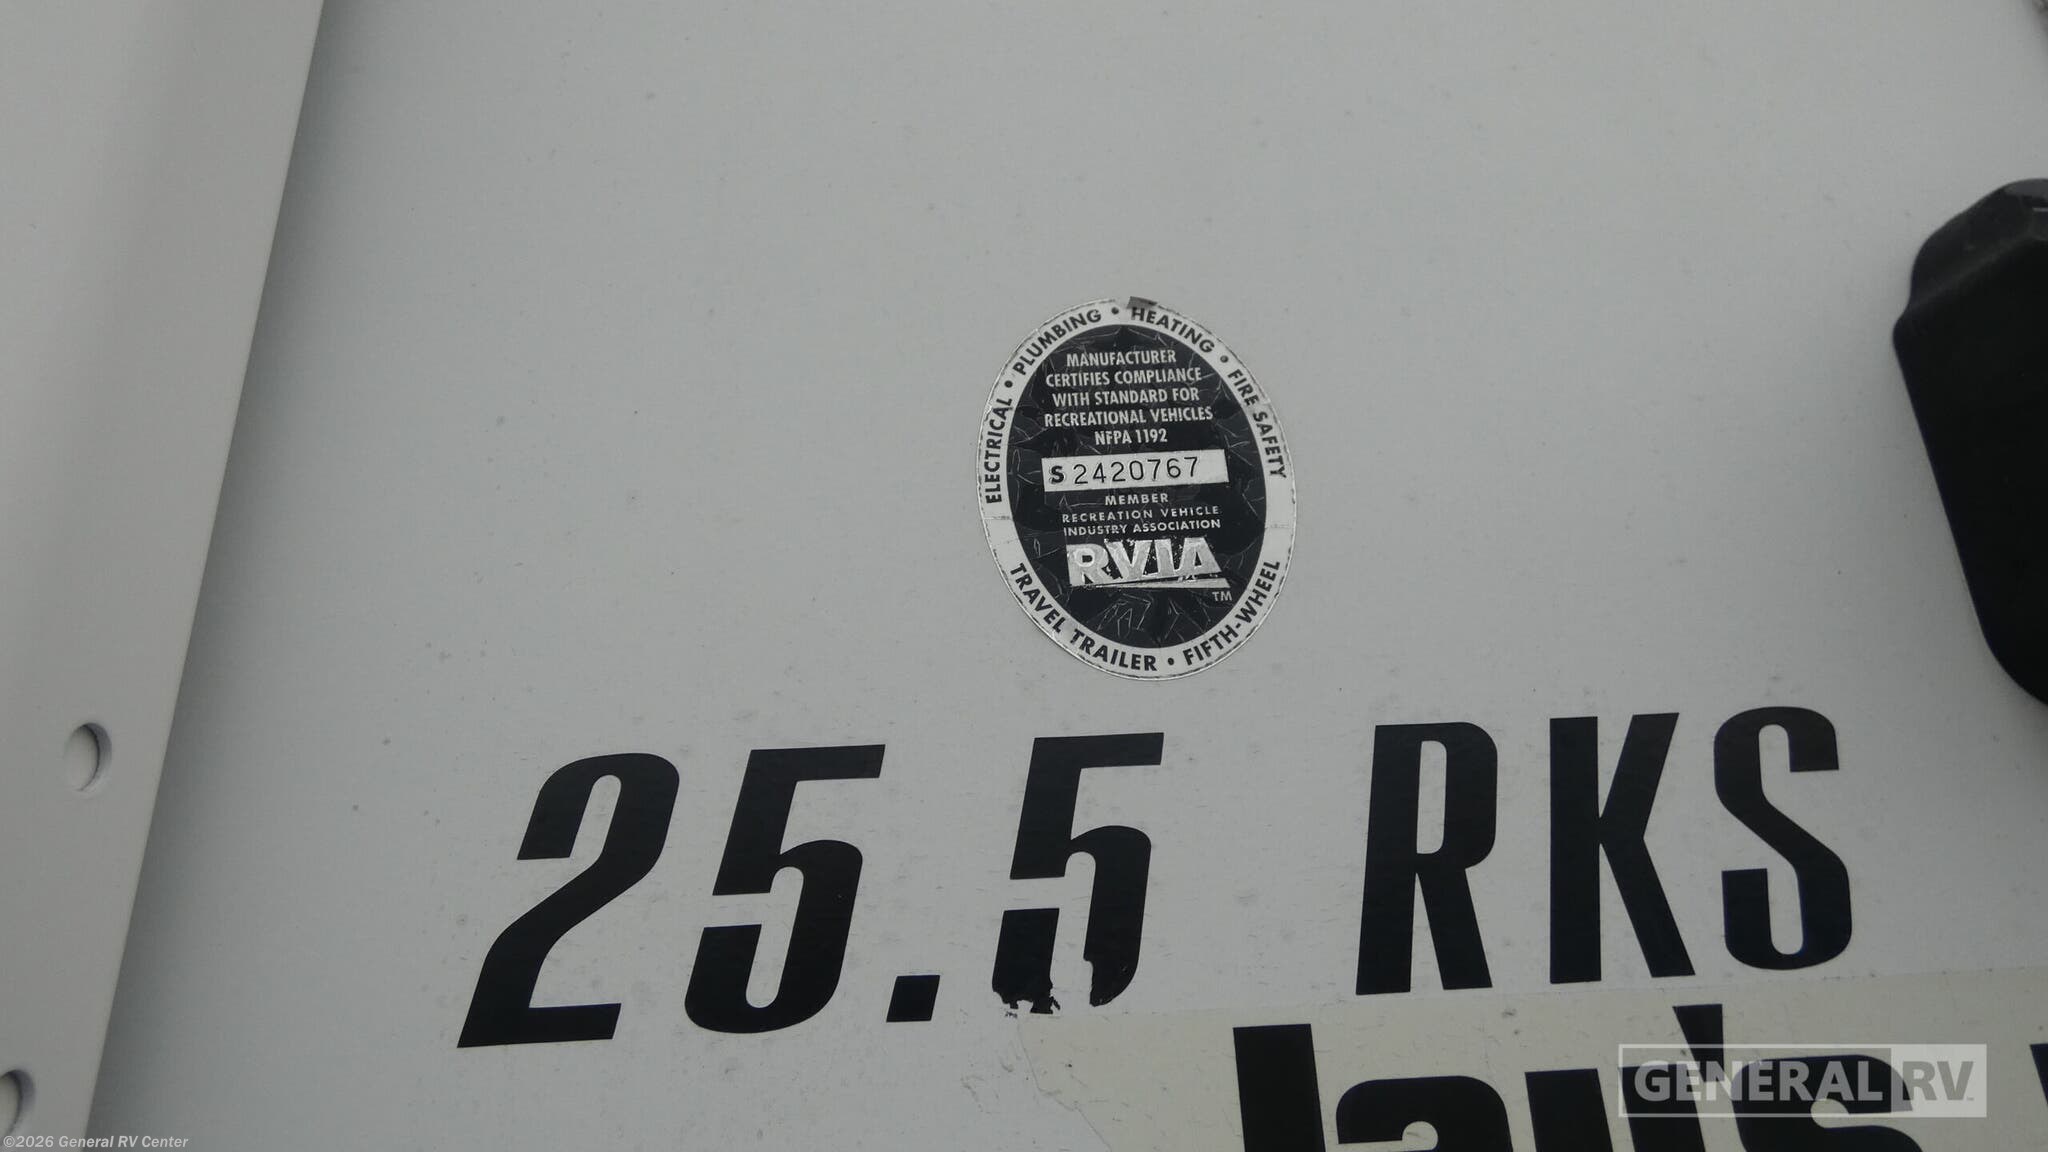 ELECTRICAL • PLUMBING • HEATING • FIRE SAFETY
MANUFACTURER
CERTIFIES COMPLIANCE
WITH STANDARD FOR
RECREATIONAL VEHICLES
NFPA 1192
S 2420767
MEMBER
RECREATION VEHICLE
INDUSTRY ASSOCIATION
RVIA
TM
TRAVEL TRAILER • FIFTH-WHEEL
25.5 RKS
Jay's
GENERAL RV
©2026 General RV Center